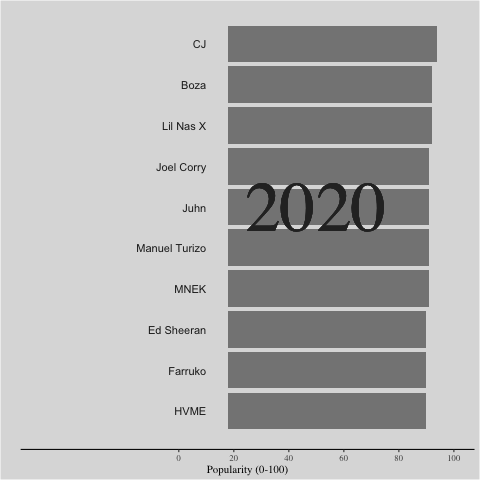 CJ
Boza
Lil Nas X
Joel Corry
2020
Juhn
Manuel Turizo
MNEK
Ed Sheeran
Farruko
HVME
0 20 40 60 80 100
Popularity (0-100)